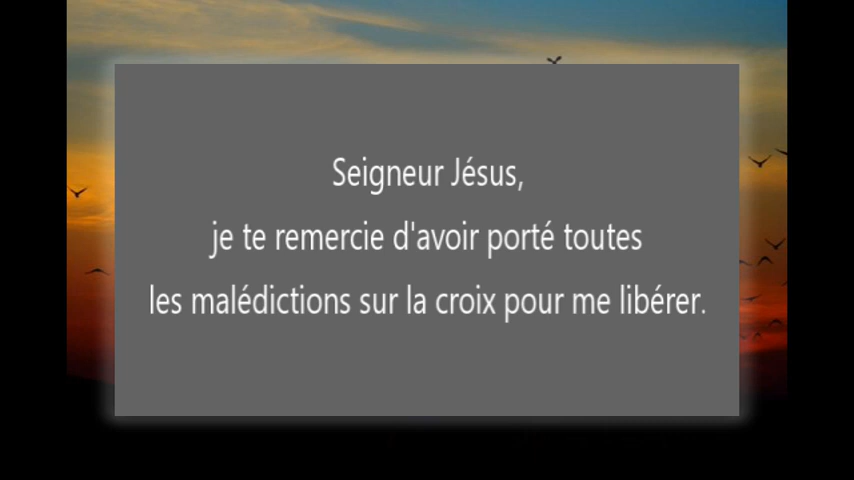 Seigneur Jésus,
je te remercie d'avoir porté toutes
les malédictions sur la croix pour me libérer.